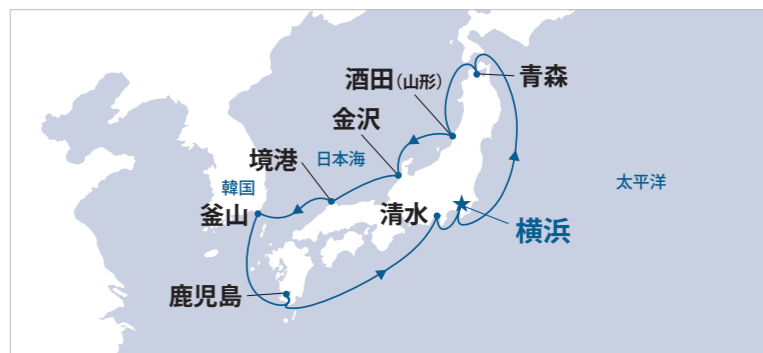 酒田(山形)
青森
金沢
日本海
境港
太平洋
韓国
釜山
清水
横浜
鹿児島